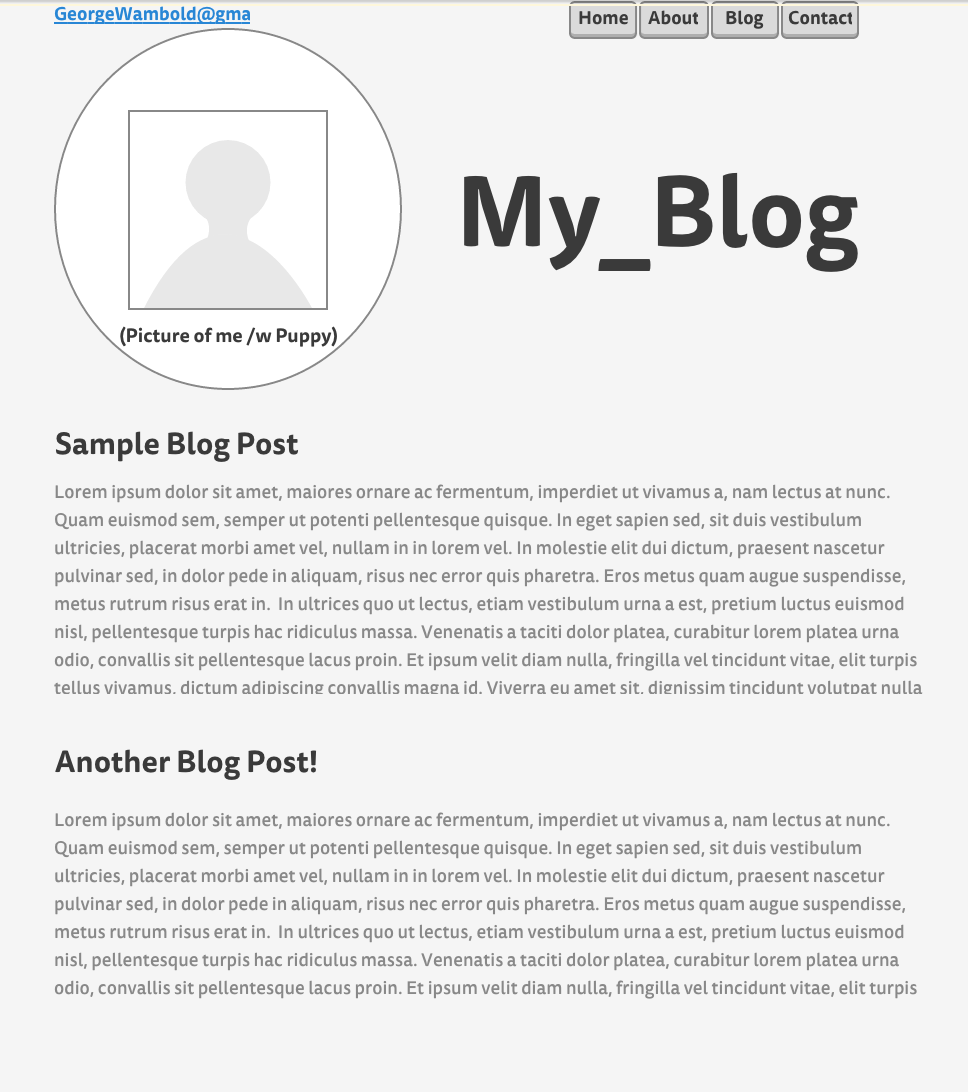 GeorgeWambold@gma
Home About Blog Contact
My_Blog
(Picture of me /w Puppy)
Sample Blog Post
Lorem ipsum dolor sit amet, maiores ornare ac fermentum, imperdiet ut vivamus a, nam lectus at nunc.
Quam euismod sem, semper ut potenti pellentesque quisque. In eget sapien sed, sit duis vestibulum
ultricies, placerat morbi amet vel, nullam in in lorem vel. In molestie elit dui dictum, praesent nascetur
pulvinar sed, in dolor pede in aliquam, risus nec error quis pharetra. Eros metus quam augue suspendisse,
metus rutrum risus erat in.  In ultrices quo ut lectus, etiam vestibulum urna a est, pretium luctus euismod
nisl, pellentesque turpis hac ridiculus massa. Venenatis a taciti dolor platea, curabitur lorem platea urna
odio, convallis sit pellentesque lacus proin. Et ipsum velit diam nulla, fringilla vel tincidunt vitae, elit turpis
tellus vivamus, dictum adipiscing convallis magna id. Viverra eu amet sit, dignissim tincidunt volutpat nulla
Another Blog Post!
Lorem ipsum dolor sit amet, maiores ornare ac fermentum, imperdiet ut vivamus a, nam lectus at nunc.
Quam euismod sem, semper ut potenti pellentesque quisque. In eget sapien sed, sit duis vestibulum
ultricies, placerat morbi amet vel, nullam in in lorem vel. In molestie elit dui dictum, praesent nascetur
pulvinar sed, in dolor pede in aliquam, risus nec error quis pharetra. Eros metus quam augue suspendisse,
metus rutrum risus erat in.  In ultrices quo ut lectus, etiam vestibulum urna a est, pretium luctus euismod
nisl, pellentesque turpis hac ridiculus massa. Venenatis a taciti dolor platea, curabitur lorem platea urna
odio, convallis sit pellentesque lacus proin. Et ipsum velit diam nulla, fringilla vel tincidunt vitae, elit turpis